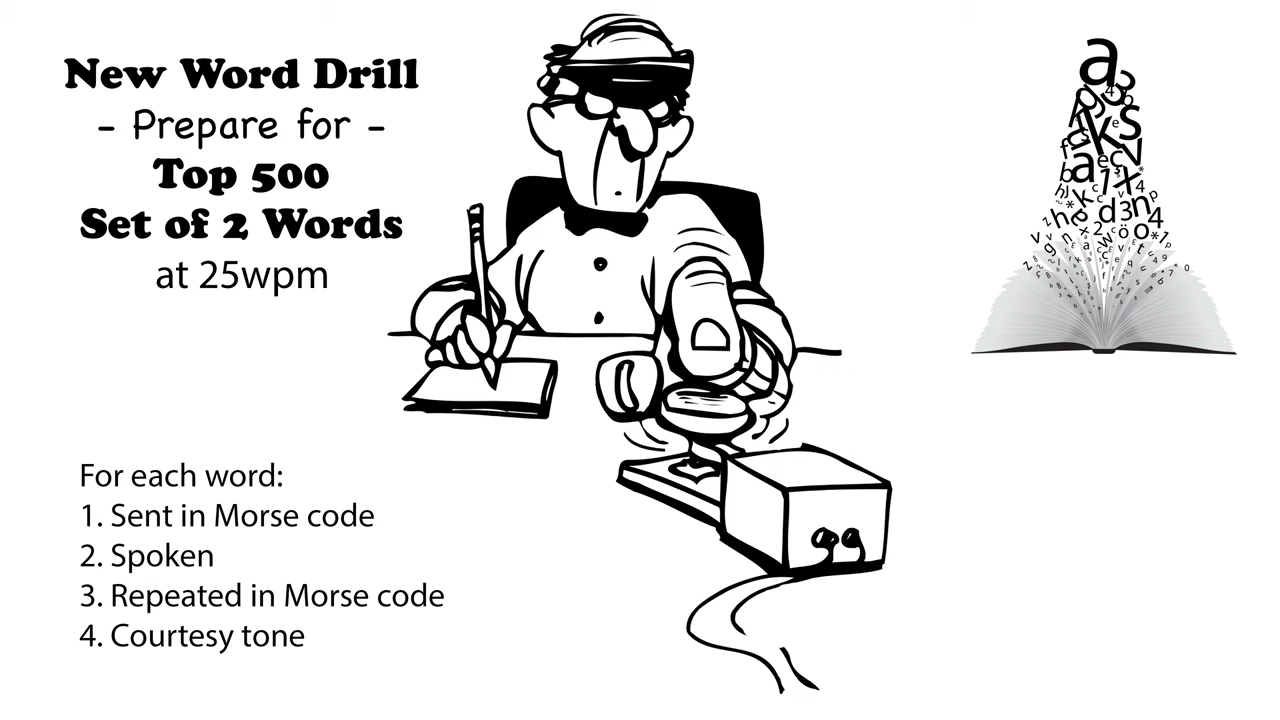 New Word Drill
- Prepare for -
Top 500
Set of 2 Words
at 25wpm
For each word:
1. Sent in Morse code
2. Spoken
3. Repeated in Morse code
4. Courtesy tone